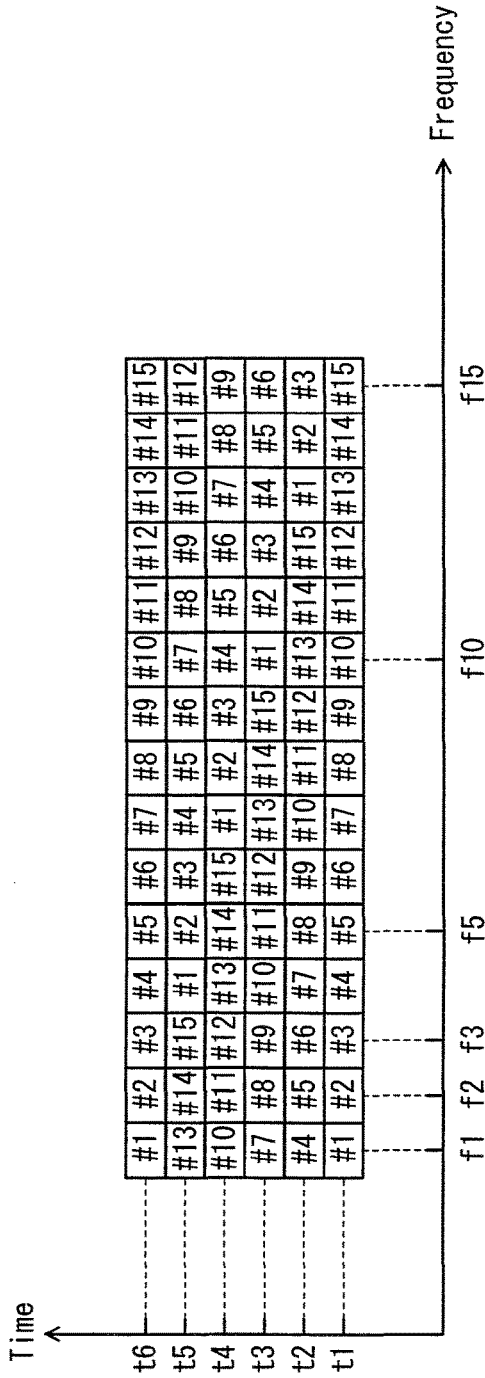 Time
t6 #1 #2 #3 #4 #5 #6 #7 #8 #9 #10 #11 #12 #13 #14 #15
t5 #13 #14 #15 #1 #2 #3 #4 #5 #6 #7 #8 #9 #10 #11 #12
t4 #10 #11 #12 #13 #14 #15 #1 #2 #3 #4 #5 #6 #7 #8 #9
t3 #7 #8 #9 #10 #11 #12 #13 #14 #15 #1 #2 #3 #4 #5 #6
t2 #4 #5 #6 #7 #8 #9 #10 #11 #12 #13 #14 #15 #1 #2 #3
t1 #1 #2 #3 #4 #5 #6 #7 #8 #9 #10 #11 #12 #13 #14 #15
f1 f2 f3 f5 f10 f15
Frequency